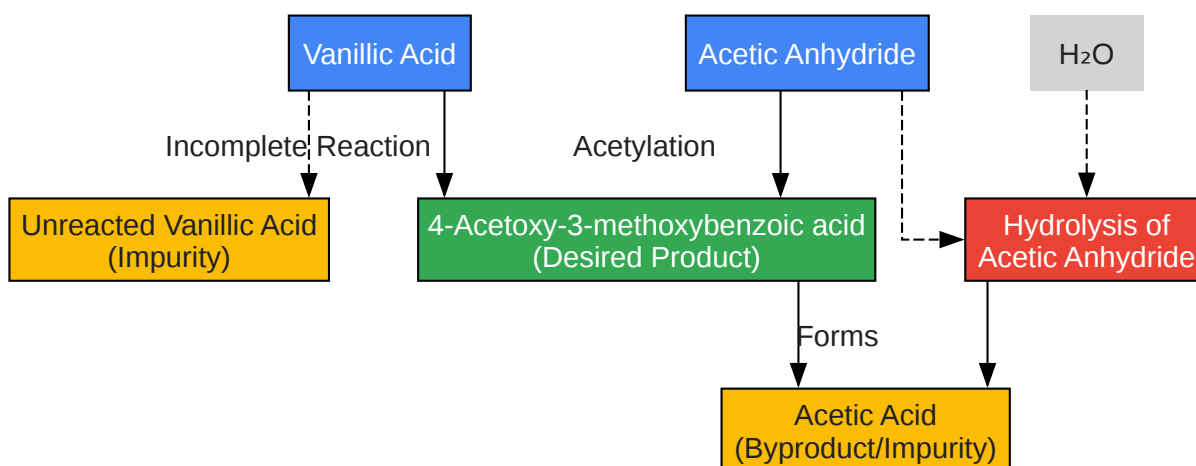 Vanillic Acid
Acetic Anhydride
H₂O
Incomplete Reaction
Acetylation
Unreacted Vanillic Acid
(Impurity)
4-Acetoxy-3-methoxybenzoic acid
(Desired Product)
Hydrolysis of
Acetic Anhydride
Forms
Acetic Acid
(Byproduct/Impurity)